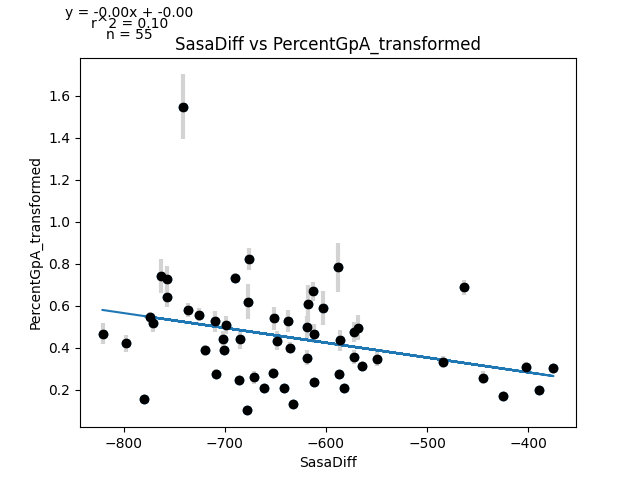 y = -0.00x + -0.00
r^2 = 0.10
n = 55
SasaDiff vs PercentGpA_transformed
PercentGpA_transformed
1.6
1.4
1.2
1.0
0.8
0.6
0.4
0.2
−800
−700
−600
−500
−400
SasaDiff